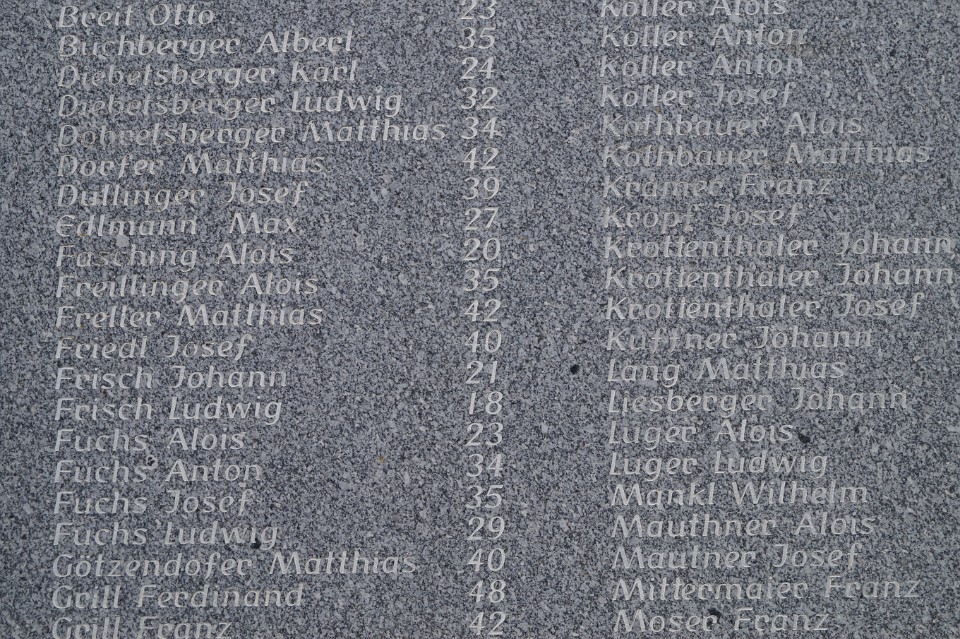 Breit Otto 23
Buchberger Albert 35
Diebetsberger Karl 24
Diebetsberger Ludwig 32
Dobretsberger Matthias 34
Dorfer Matthias 42
Dullinger Josef 39
Edlmann Max 27
Fasching Alois 20
Freilinger Alois 35
Freller Matthias 42
Friedl Josef 40
Frisch Johann 21
Frisch Ludwig 18
Fuchs Alois 23
Fuchs Anton 34
Fuchs Josef 35
Fuchs Ludwig 29
Götzendofer Matthias 40
Grill Ferdinand 48
Grill Franz 42
Koller Alois
Koller Anton
Koller Anton
Koller Josef
Kothbauer Alois
Kothbauer Matthias
Kramer Franz
Kropf Josef
Krottenthaler Johann
Krottenthaler Johann
Krottenthaler Josef
Kuttner Johann
Lang Matthias
Liesberger Johann
Luger Alois
Luger Ludwig
Mankl Wilhelm
Mauthner Alois
Mautner Josef
Mittermaier Franz
Moser Franz